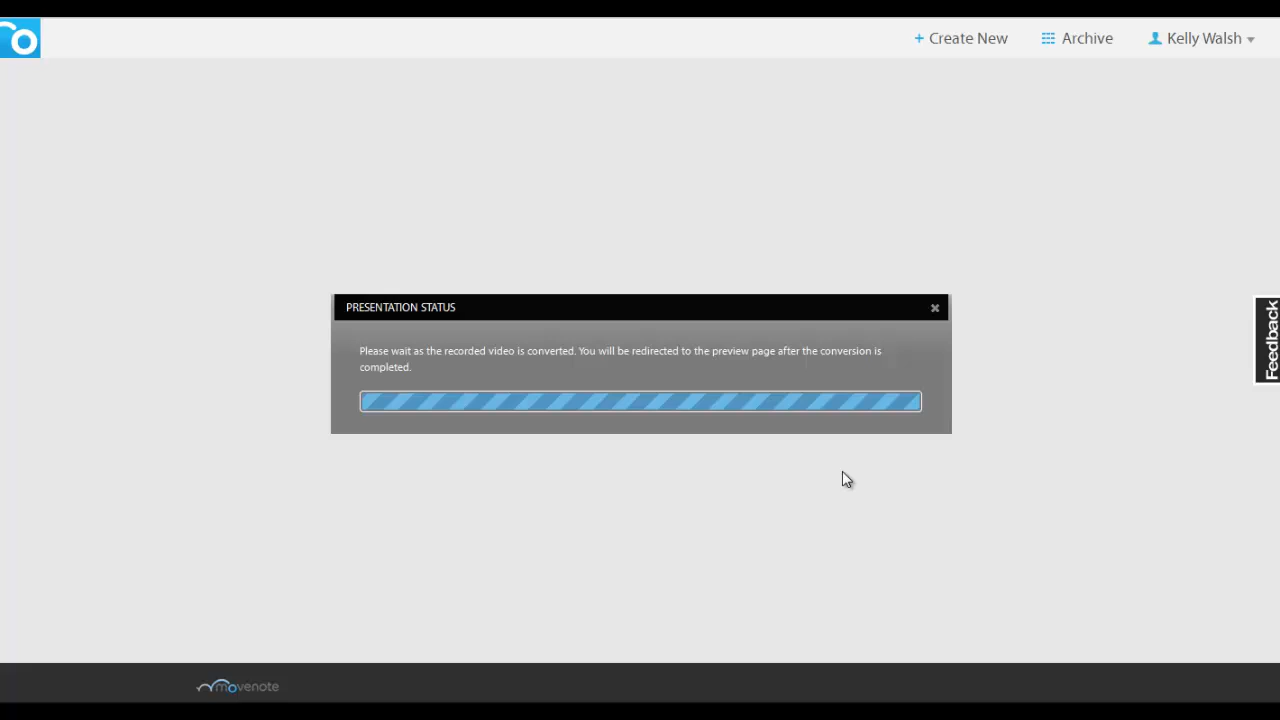 + Create New
Archive
Kelly Walsh
PRESENTATION STATUS
Please wait as the recorded video is converted. You will be redirected to the preview page after the conversion is
completed.
Feedback
movenote